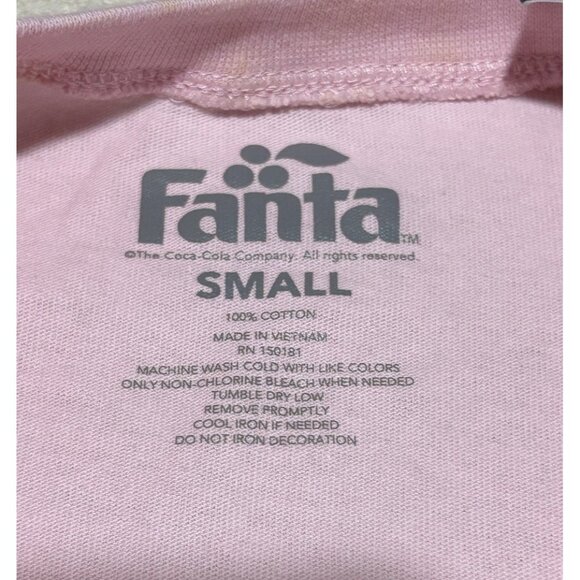 Fanta TM
©The Coca-Cola Company. All rights reserved.
SMALL
100% COTTON
MADE IN VIETNAM
RN 150181
MACHINE WASH COLD WITH LIKE COLORS
ONLY NON-CHLORINE BLEACH WHEN NEEDED
TUMBLE DRY LOW
REMOVE PROMPTLY
COOL IRON IF NEEDED
DO NOT IRON DECORATION